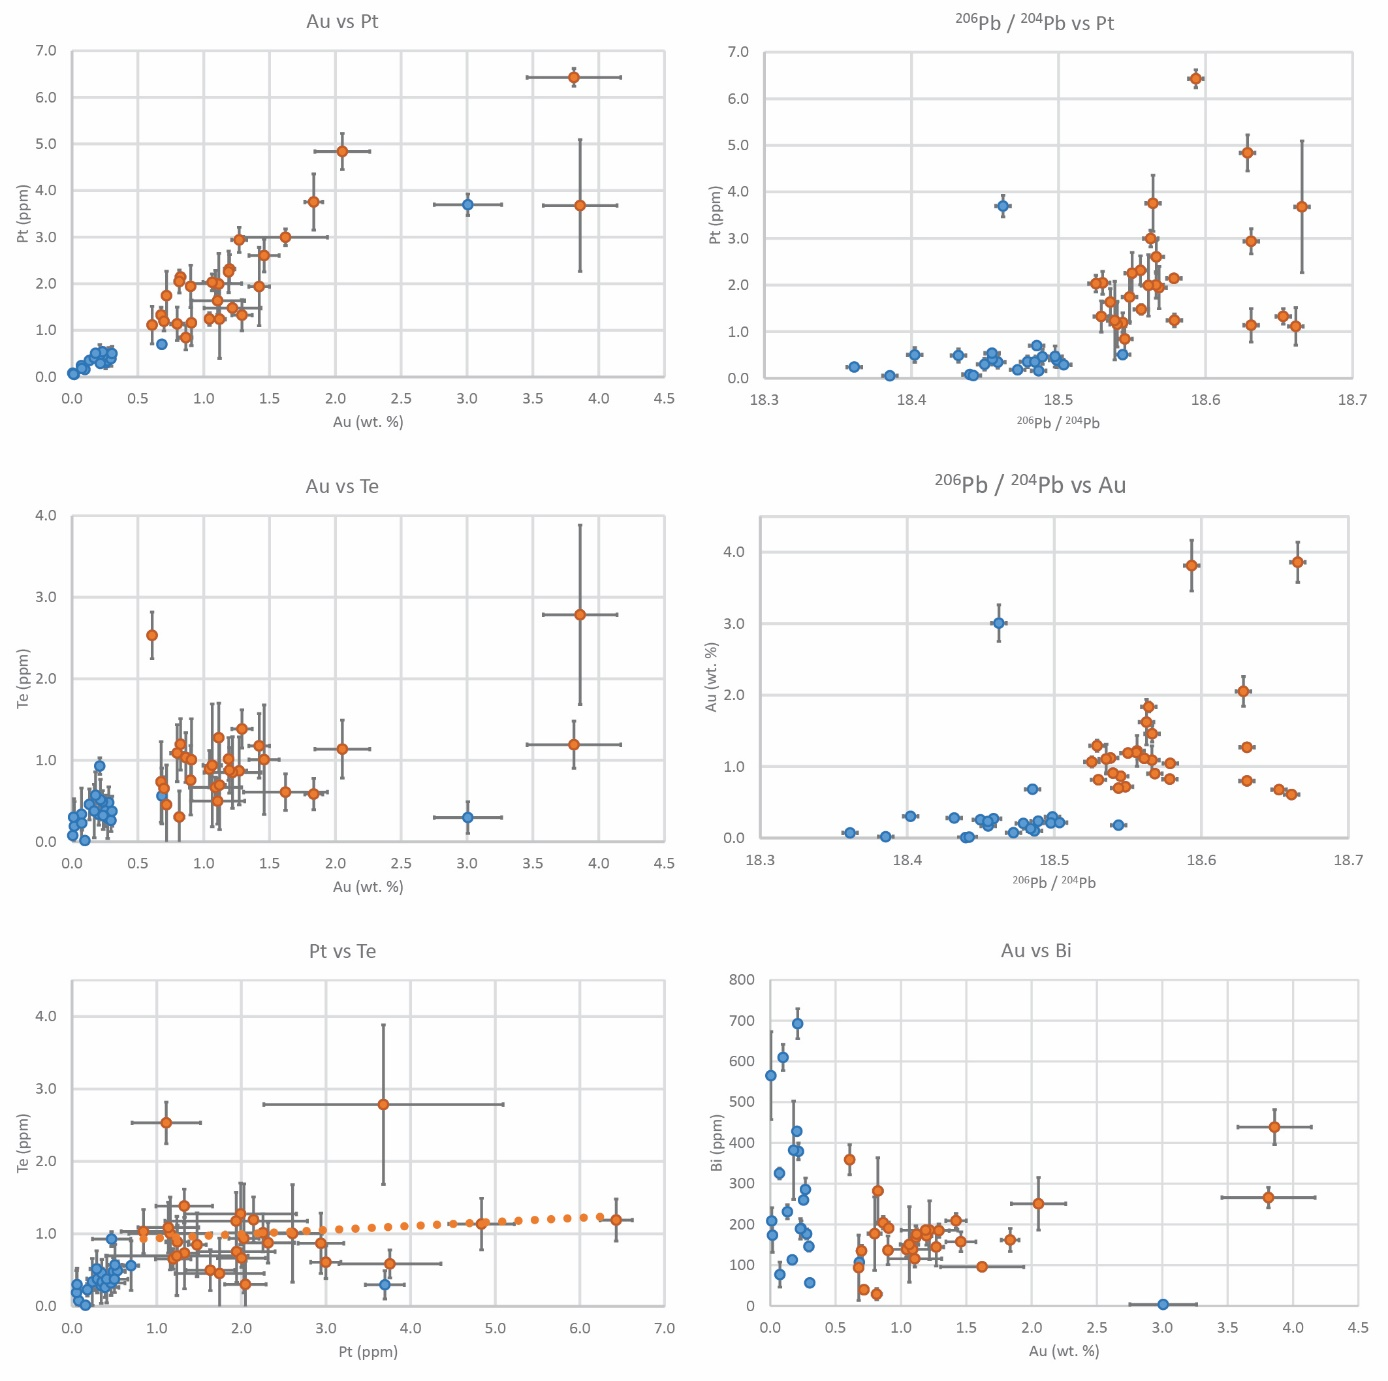 Au vs Pt
7.0
6.0
5.0
4.0
3.0
2.0
1.0
0.0
Pt (ppm)
0.0 0.5 1.0 1.5 2.0 2.5 3.0 3.5 4.0 4.5
Au (wt. %)
²⁰⁶Pb / ²⁰⁴Pb vs Pt
7.0
6.0
5.0
4.0
3.0
2.0
1.0
0.0
Pt (ppm)
18.3 18.4 18.5 18.6 18.7
²⁰⁶Pb / ²⁰⁴Pb
Au vs Te
4.0
3.0
2.0
1.0
0.0
Te (ppm)
0.0 0.5 1.0 1.5 2.0 2.5 3.0 3.5 4.0 4.5
Au (wt. %)
²⁰⁶Pb / ²⁰⁴Pb vs Au
4.0
3.0
2.0
1.0
0.0
Au (wt. %)
18.3 18.4 18.5 18.6 18.7
²⁰⁶Pb / ²⁰⁴Pb
Pt vs Te
4.0
3.0
2.0
1.0
0.0
Te (ppm)
0.0 1.0 2.0 3.0 4.0 5.0 6.0 7.0
Pt (ppm)
Au vs Bi
800
700
600
500
400
300
200
100
0
Bi (ppm)
0.0 0.5 1.0 1.5 2.0 2.5 3.0 3.5 4.0 4.5
Au (wt. %)